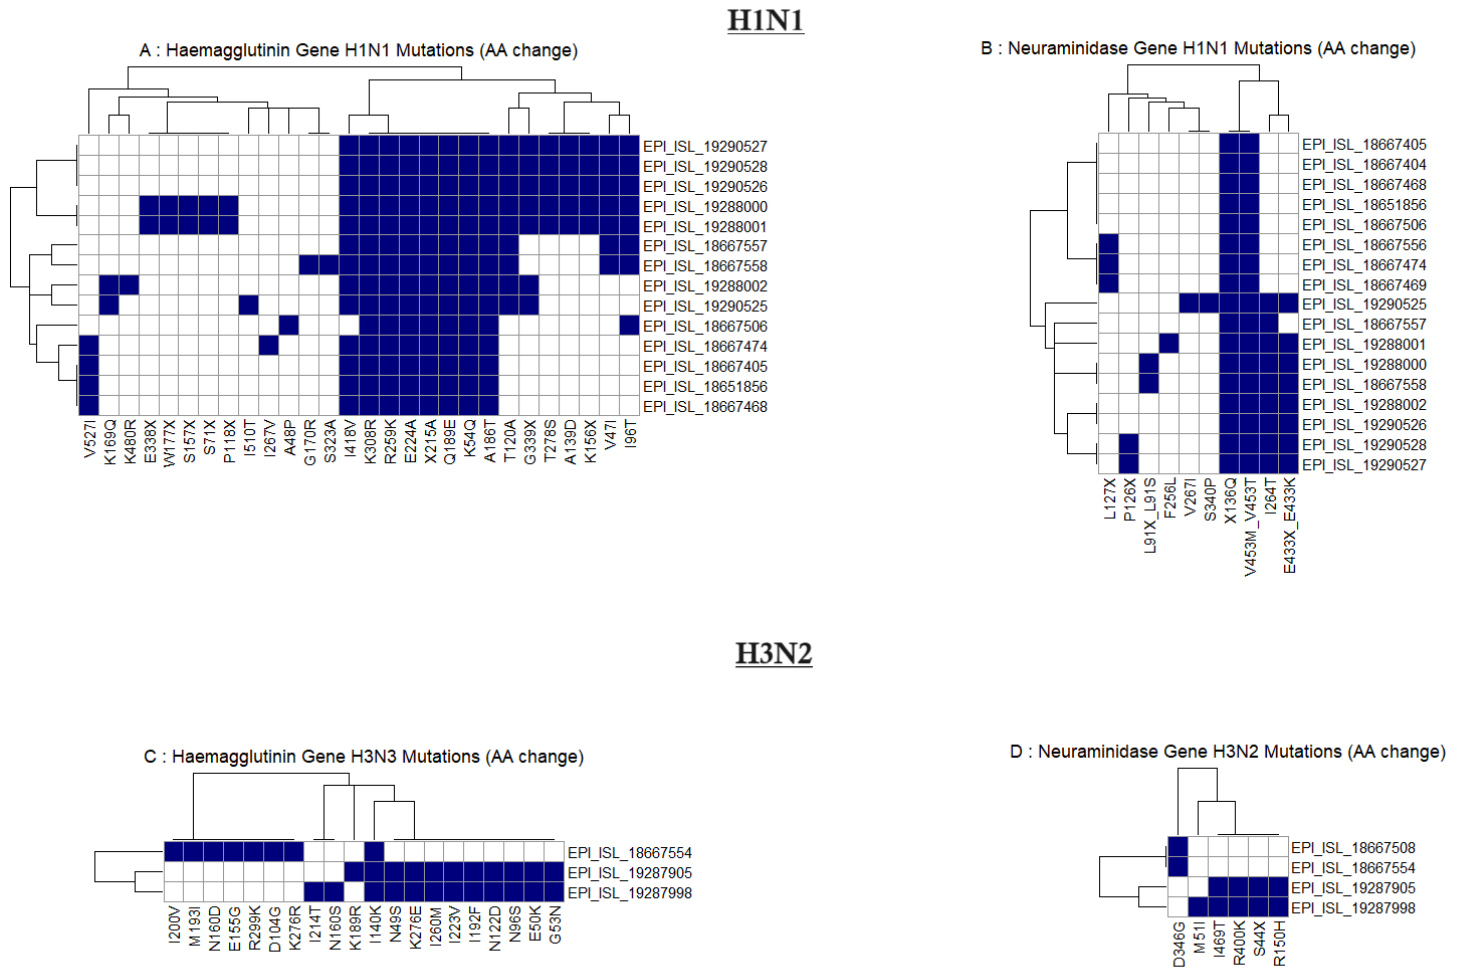 H1N1
A : Haemagglutinin Gene H1N1 Mutations (AA change)
EPI_ISL_19290527
EPI_ISL_19290528
EPI_ISL_19290526
EPI_ISL_19288000
EPI_ISL_19288001
EPI_ISL_18667557
EPI_ISL_18667558
EPI_ISL_19288002
EPI_ISL_19290525
EPI_ISL_18667506
EPI_ISL_18667474
EPI_ISL_18667405
EPI_ISL_18651856
EPI_ISL_18667468
V527I
K169Q
K480R
E338X
W177X
S157X
S71X
P118X
I510T
I267V
A48P
G170R
S323A
I418V
K308R
R259K
E224A
X215A
Q189E
K54Q
A186T
T120A
G339X
T278S
A139D
K156X
V47I
I96T
B : Neuraminidase Gene H1N1 Mutations (AA change)
EPI_ISL_18667405
EPI_ISL_18667404
EPI_ISL_18667468
EPI_ISL_18651856
EPI_ISL_18667506
EPI_ISL_18667556
EPI_ISL_18667474
EPI_ISL_18667469
EPI_ISL_19290525
EPI_ISL_18667557
EPI_ISL_19288001
EPI_ISL_19288000
EPI_ISL_18667558
EPI_ISL_19288002
EPI_ISL_19290526
EPI_ISL_19290528
EPI_ISL_19290527
L127X
P126X
L91X_L91S
F256L
V267I
S340P
X136Q
V453M_V453T
I264T
E433X_E433K
H3N2
C : Haemagglutinin Gene H3N3 Mutations (AA change)
EPI_ISL_18667554
EPI_ISL_19287905
EPI_ISL_19287998
I200V
M193I
N160D
E155G
R299K
D104G
K276R
I214T
N160S
K189R
I140K
N49S
K276E
I260M
I223V
I192F
N122D
N96S
E50K
G53N
D : Neuraminidase Gene H3N2 Mutations (AA change)
EPI_ISL_18667508
EPI_ISL_18667554
EPI_ISL_19287905
EPI_ISL_19287998
D346G
M51I
I469T
R400K
S44X
R150H